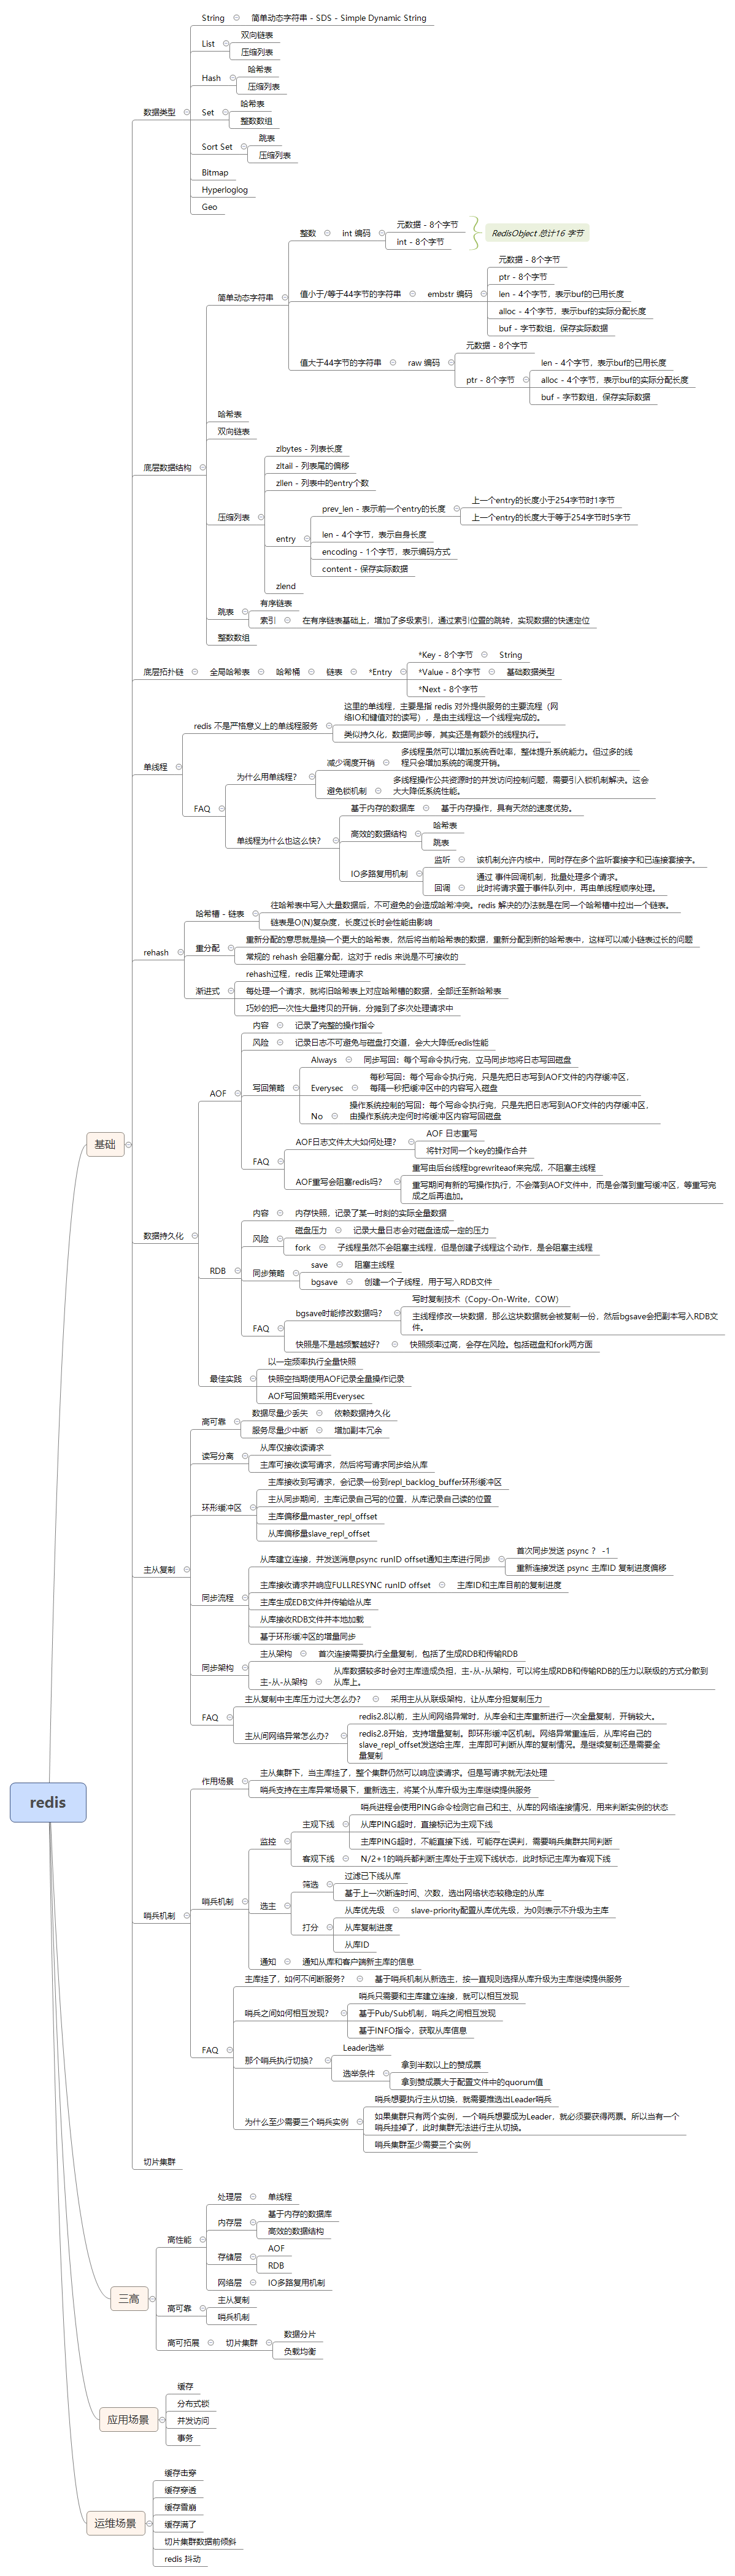 redis
基础
数据类型
String
简单动态字符串 - SDS - Simple Dynamic String
List
双向链表
压缩列表
Hash
哈希表
压缩列表
Set
哈希表
整数数组
Sort Set
跳表
压缩列表
Bitmap
Hyperloglog
Geo
底层数据结构
简单动态字符串
整数
int 编码
元数据 - 8个字节
int - 8个字节
RedisObject 总计16 字节
值小于/等于44字节的字符串
embstr 编码
元数据 - 8个字节
ptr - 8个字节
len - 4个字节，表示buf的已用长度
alloc - 4个字节，表示buf的实际分配长度
buf - 字节数组，保存实际数据
值大于44字节的字符串
raw 编码
元数据 - 8个字节
ptr - 8个字节
len - 4个字节，表示buf的已用长度
alloc - 4个字节，表示buf的实际分配长度
buf - 字节数组，保存实际数据
哈希表
双向链表
压缩列表
zlbytes - 列表长度
zltail - 列表尾的偏移
zllen - 列表中的entry个数
entry
prev_len - 表示前一个entry的长度
上一个entry的长度小于254字节时1字节
上一个entry的长度大于等于254字节时5字节
len - 4个字节，表示自身长度
encoding - 1个字节，表示编码方式
content - 保存实际数据
zlend
跳表
有序链表
索引
在有序链表基础上，增加了多级索引，通过索引位置的跳转，实现数据的快速定位
整数数组
底层拓扑链
全局哈希表
哈希桶
链表
*Entry
*Key - 8个字节
String
*Value - 8个字节
基础数据类型
*Next - 8个字节
单线程
redis 不是严格意义上的单线程服务
这里的单线程，主要是指 redis 对外提供服务的主要流程（网
络IO和键值对的读写），是由主线程这一个线程完成的。
类似持久化，数据同步等，其实还是有额外的线程执行。
FAQ
为什么用单线程？
减少调度开销
多线程虽然可以增加系统吞吐率，整体提升系统能力。但过多的线
程只会增加系统的调度开销。
避免锁机制
多线程操作公共资源时的并发访问控制问题，需要引入锁机制解决。这会
大大降低系统性能。
单线程为什么也这么快？
基于内存的数据库
基于内存操作，具有天然的速度优势。
高效的数据结构
哈希表
跳表
IO多路复用机制
监听
该机制允许内核中，同时存在多个监听套接字和已连接套接字。
回调
通过 事件回调机制，批量处理多个请求。
此时将请求置于事件队列中，再由单线程顺序处理。
rehash
哈希槽 - 链表
往哈希表中写入大量数据后，不可避免的会造成哈希冲突。redis 解决的办法就是在同一个哈希槽中拉出一个链表。
链表是O(N)复杂度，长度过长时会性能由影响
重分配
重新分配的意思就是换一个更大的哈希表，然后将当前哈希表的数据，重新分配到新的哈希表中，这样可以减小链表过长的问题
常规的 rehash 会阻塞分配，这对于 redis 来说是不可接收的
渐进式
rehash过程，redis 正常处理请求
每处理一个请求，就将旧哈希表上对应哈希槽的数据，全部迁至新哈希表
巧妙的把一次性大量拷贝的开销，分摊到了多次处理请求中
数据持久化
AOF
内容
记录了完整的操作指令
风险
记录日志不可避免与磁盘打交道，会大大降低redis性能
写回策略
Always
同步写回：每个写命令执行完，立马同步地将日志写回磁盘
Everysec
每秒写回：每个写命令执行完，只是先把日志写到AOF文件的内存缓冲区，
每隔一秒把缓冲区中的内容写入磁盘
No
操作系统控制的写回：每个写命令执行完，只是先把日志写到AOF文件的内存缓冲区，
由操作系统决定何时将缓冲区内容写回磁盘
FAQ
AOF日志文件太大如何处理？
AOF 日志重写
将针对同一个key的操作合并
AOF重写会阻塞redis吗？
重写由后台线程bgrewriteaof来完成，不阻塞主线程
重写期间有新的写操作执行，不会落到AOF文件中，而是会落到重写缓冲区，等重写完
成之后再追加。
RDB
内容
内存快照，记录了某一时刻的实际全量数据
风险
磁盘压力
记录大量日志会对磁盘造成一定的压力
fork
子线程虽然不会阻塞主线程，但是创建子线程这个动作，是会阻塞主线程
同步策略
save
阻塞主线程
bgsave
创建一个子线程，用于写入RDB文件
FAQ
bgsave时能修改数据吗？
写时复制技术（Copy-On-Write，COW）
主线程修改一块数据，那么这块数据就会被复制一份，然后bgsave会把副本写入RDB文
件。
快照是不是越频繁越好？
快照频率过高，会存在风险。包括磁盘和fork两方面
最佳实践
以一定频率执行全量快照
快照空挡期使用AOF记录全量操作记录
AOF写回策略采用Everysec
主从复制
高可靠
数据尽量少丢失
依赖数据持久化
服务尽量少中断
增加副本冗余
读写分离
从库仅接收读请求
主库可接收读写请求，然后将写请求同步给从库
环形缓冲区
主库接收到写请求，会记录一份到repl_backlog_buffer环形缓冲区
主从同步期间，主库记录自己写的位置，从库记录自己读的位置
主库偏移量master_repl_offset
从库偏移量slave_repl_offset
同步流程
从库建立连接，并发送消息psync runID offset通知主库进行同步
首次同步发送 psync ？ -1
重新连接发送 psync 主库ID 复制进度偏移
主库接收请求并响应FULLRESYNC runID offset
主库ID和主库目前的复制进度
主库生成EDB文件并传输给从库
从库接收RDB文件并本地加载
基于环形缓冲区的增量同步
同步架构
主从架构
首次连接需要执行全量复制，包括了生成RDB和传输RDB
主-从-从架构
从库数据较多时会对主库造成负担，主-从-从架构，可以将生成RDB和传输RDB的压力以联级的方式分散到
从库上。
FAQ
主从复制中主库压力过大怎么办？
采用主从从联级架构，让从库分担复制压力
主从间网络异常怎么办？
redis2.8以前，主从间网络异常时，从库会和主库重新进行一次全量复制，开销较大。
redis2.8开始，支持增量复制。即环形缓冲区机制。网络异常重连后，从库将自己的
slave_repl_offset发送给主库，主库即可判断从库的复制情况。是继续复制还是需要全
量复制
哨兵机制
作用场景
主从集群下，当主库挂了，整个集群仍然可以响应读请求。但是写请求就无法处理
哨兵支持在主库异常场景下，重新选主，将某个从库升级为主库继续提供服务
哨兵机制
监控
主观下线
哨兵进程会使用PING命令检测它自己和主、从库的网络连接情况，用来判断实例的状态
从库PING超时，直接标记为主观下线
主库PING超时，不能直接下线，可能存在误判，需要哨兵集群共同判断
客观下线
N/2+1的哨兵都判断主库处于主观下线状态，此时标记主库为客观下线
选主
筛选
过滤已下线从库
基于上一次断连时间、次数，选出网络状态较稳定的从库
打分
从库优先级
slave-priority配置从库优先级，为0则表示不升级为主库
从库复制进度
从库ID
通知
通知从库和客户端新主库的信息
FAQ
主库挂了，如何不间断服务？
基于哨兵机制从新选主，按一直规则选择从库升级为主库继续提供服务
哨兵之间如何相互发现？
哨兵只需要和主库建立连接，就可以相互发现
基于Pub/Sub机制，哨兵之间相互发现
基于INFO指令，获取从库信息
那个哨兵执行切换？
Leader选举
选举条件
拿到半数以上的赞成票
拿到赞成票大于配置文件中的quorum值
为什么至少需要三个哨兵实例
哨兵想要执行主从切换，就需要推选出Leader哨兵
如果集群只有两个实例，一个哨兵想要成为Leader，就必须要获得两票。所以当有一个
哨兵挂掉了，此时集群无法进行主从切换。
哨兵集群至少需要三个实例
切片集群
三高
高性能
处理层
单线程
内存层
基于内存的数据库
高效的数据结构
存储层
AOF
RDB
网络层
IO多路复用机制
高可靠
主从复制
哨兵机制
高可拓展
切片集群
数据分片
负载均衡
应用场景
缓存
分布式锁
并发访问
事务
运维场景
缓存击穿
缓存穿透
缓存雪崩
缓存满了
切片集群数据前倾斜
redis 抖动